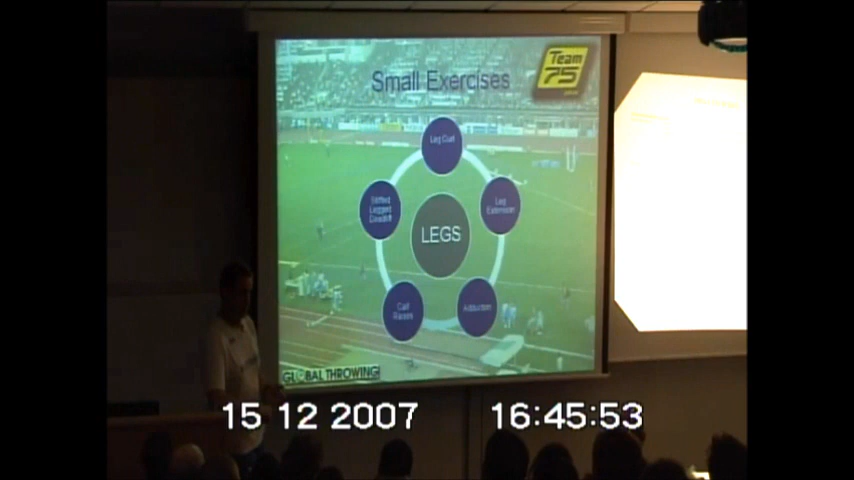 Team
75
Small Exercises
Leg Curl
Stiffed
Legged
Deadlift
Leg
Extension
LEGS
Calf
Raises
Adduction
GLOBAL THROWING
15 12 2007 16:45:53